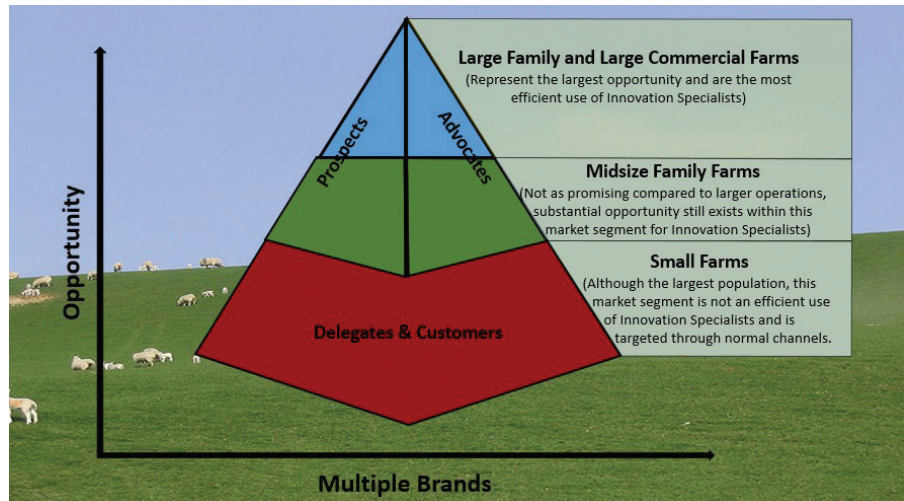 Large Family and Large Commercial Farms
(Represent the largest opportunity and are the most
efficient use of Innovation Specialists)
Prospects
Advocates
Midsize Family Farms
(Not as promising compared to larger operations,
substantial opportunity still exists within this
market segment for Innovation Specialists)
Opportunity
Small Farms
(Although the largest population, this
market segment is not an efficient use
of Innovation Specialists and is
targeted through normal channels.
Delegates & Customers
Multiple Brands